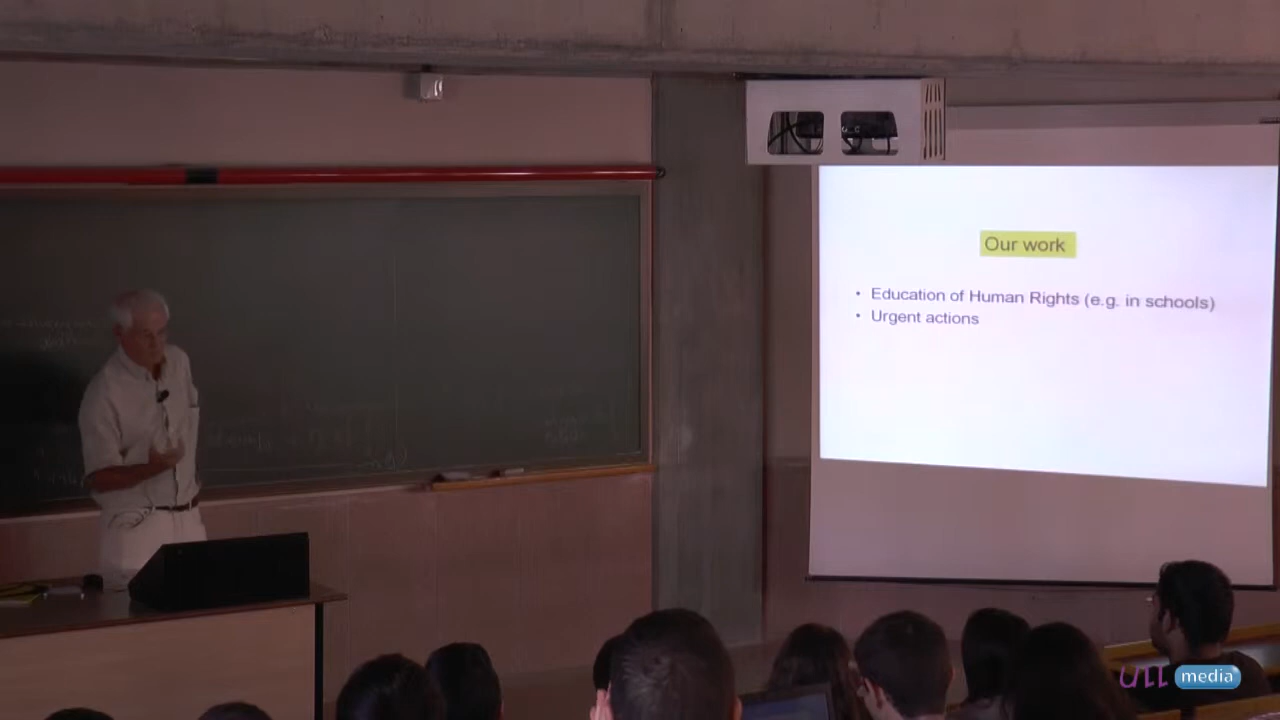 Our work
• Education of Human Rights (e.g. in schools)
• Urgent actions
ull media